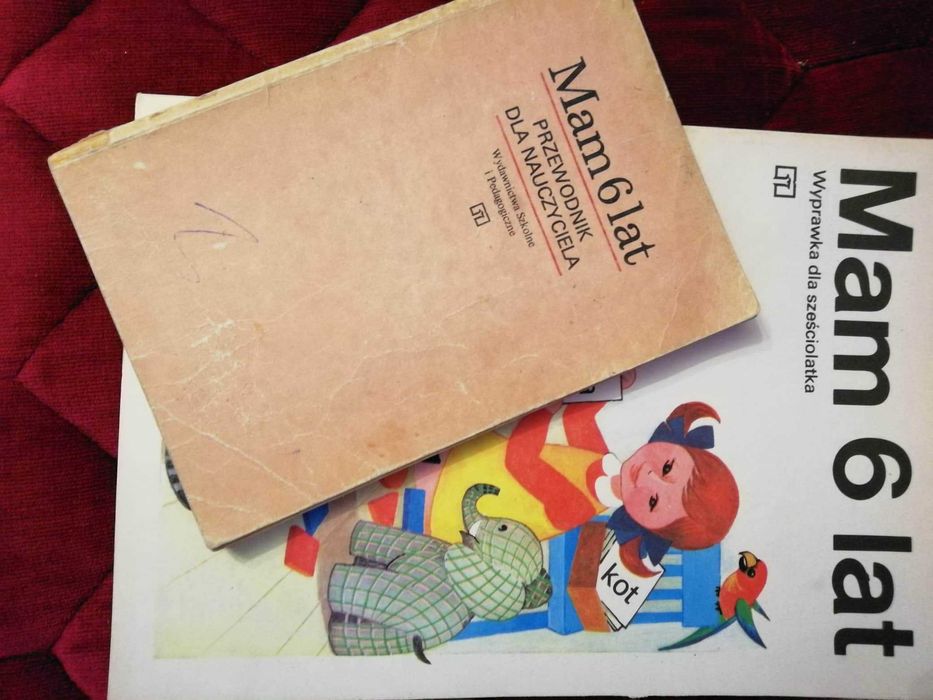 Mam 6 lat
PRZEWODNIK
DLA NAUCZYCIELA
Wydawnictwa Szkolne
i Pedagogiczne
Mam 6 lat
Wyprawka dla sześciolatka
kot